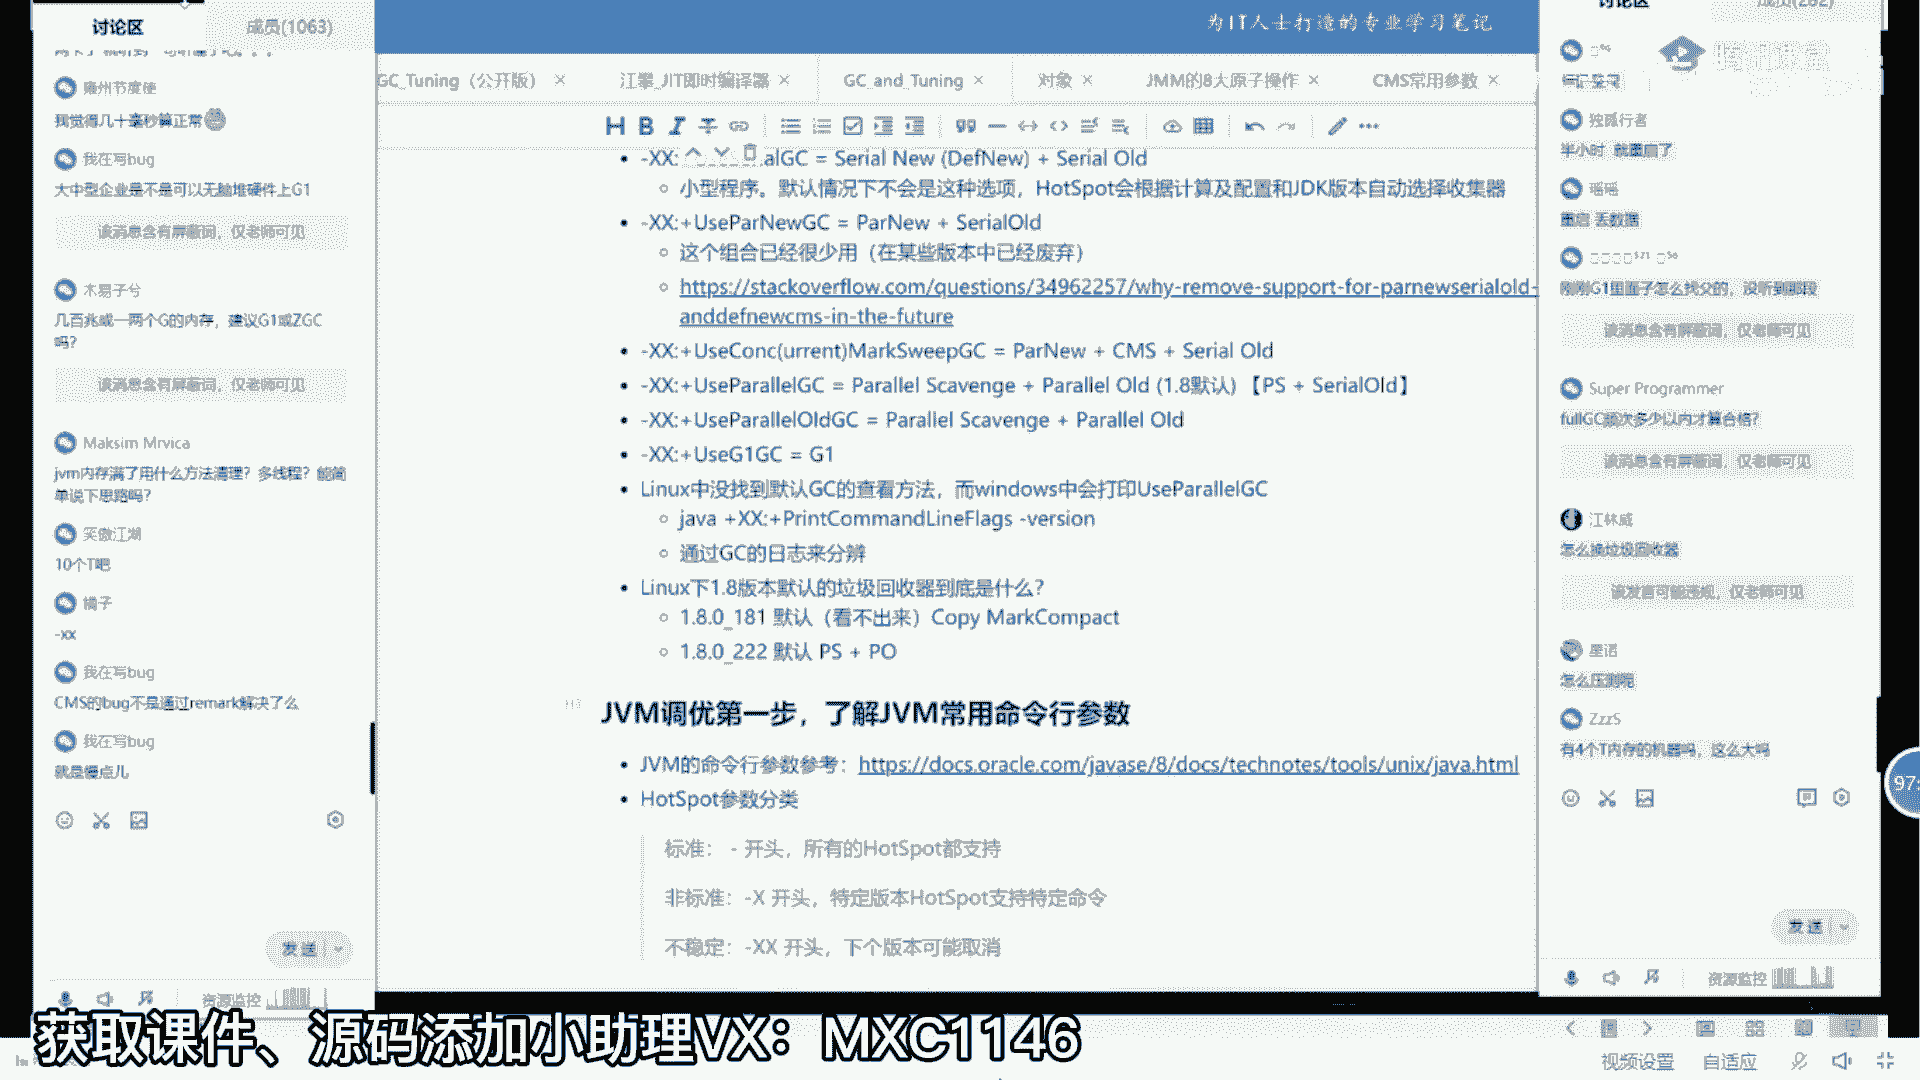 讨论区
成员(1063)
雍州节度使
我觉得几十毫秒算正常
我在写bug
大中型企业是不是可以无脑堆硬件上G1
该消息含有屏蔽词，仅老师可见
木易子兮
几百兆或一两个G的内存，建议G1或ZGC
吗？
该消息含有屏蔽词，仅老师可见
Maksim Mrvica
jvm内存满了用什么方法清理？多线程？能简
单说下思路吗？
笑傲江湖
10个T吧
橘子
-xx
我在写bug
CMS的bug不是通过remark解决了么
我在写bug
就是慢点儿
发送
资源监控
为IT人士打造的专业学习笔记
GC_Tuning（公开版） ×
江攀_JIT即时编译器 ×
GC_and_Tuning ×
对象 ×
JMM的8大原子操作 ×
CMS常用参数 ×
-XX:
alGC = Serial New (DefNew) + Serial Old
小型程序。默认情况下不会是这种选项，HotSpot会根据计算及配置和JDK版本自动选择收集器
-XX:+UseParNewGC = ParNew + SerialOld
这个组合已经很少用（在某些版本中已经废弃）
https://stackoverflow.com/questions/34962257/why-remove-support-for-parnewserialold-
anddefnewcms-in-the-future
-XX:+UseConc(urrent)MarkSweepGC = ParNew + CMS + Serial Old
-XX:+UseParallelGC = Parallel Scavenge + Parallel Old (1.8默认) 【PS + SerialOld】
-XX:+UseParallelOldGC = Parallel Scavenge + Parallel Old
-XX:+UseG1GC = G1
Linux中没找到默认GC的查看方法，而windows中会打印UseParallelGC
java +XX:+PrintCommandLineFlags -version
通过GC的日志来分辨
Linux下1.8版本默认的垃圾回收器到底是什么？
1.8.0_181 默认（看不出来）Copy MarkCompact
1.8.0_222 默认 PS + PO
JVM调优第一步，了解JVM常用命令行参数
JVM的命令行参数参考：https://docs.oracle.com/javase/8/docs/technotes/tools/unix/java.html
HotSpot参数分类
标准： - 开头，所有的HotSpot都支持
非标准：-X 开头，特定版本HotSpot支持特定命令
不稳定：-XX 开头，下个版本可能取消
讨论区
成员(262)
独孤行者
半小时 就重启了
瑶瑶
重启 丢数据
刚刚G1里面子怎么找父的，没听到那段
该消息含有屏蔽词，仅老师可见
Super Programmer
fullGC频次多少以内才算合格？
该消息含有屏蔽词，仅老师可见
江林威
怎么换垃圾回收器
该发言可能违规，仅老师可见
星语
怎么压测呢
ZzzS
有4个T内存的机器吗，这么大吗
97
发送
资源监控
视频设置
自适应
获取课件、源码添加小助理VX：MXC1146